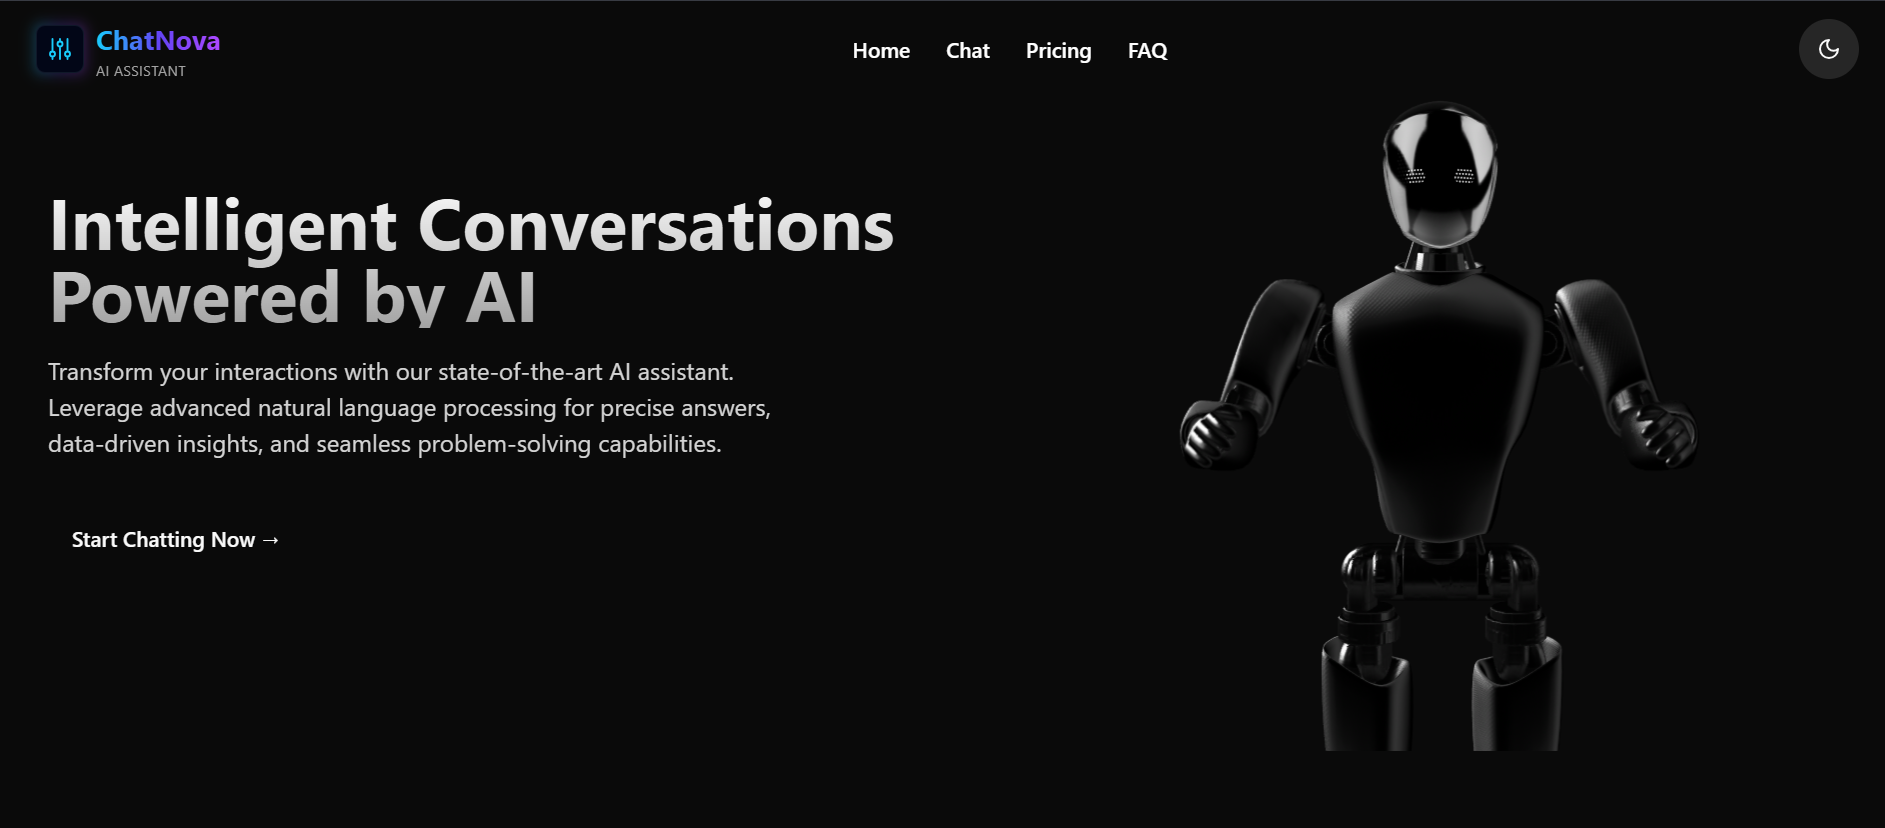 ChatNova
AI ASSISTANT
Home
Chat
Pricing
FAQ
Intelligent Conversations
Powered by AI
Transform your interactions with our state-of-the-art AI assistant.
Leverage advanced natural language processing for precise answers,
data-driven insights, and seamless problem-solving capabilities.
Start Chatting Now →